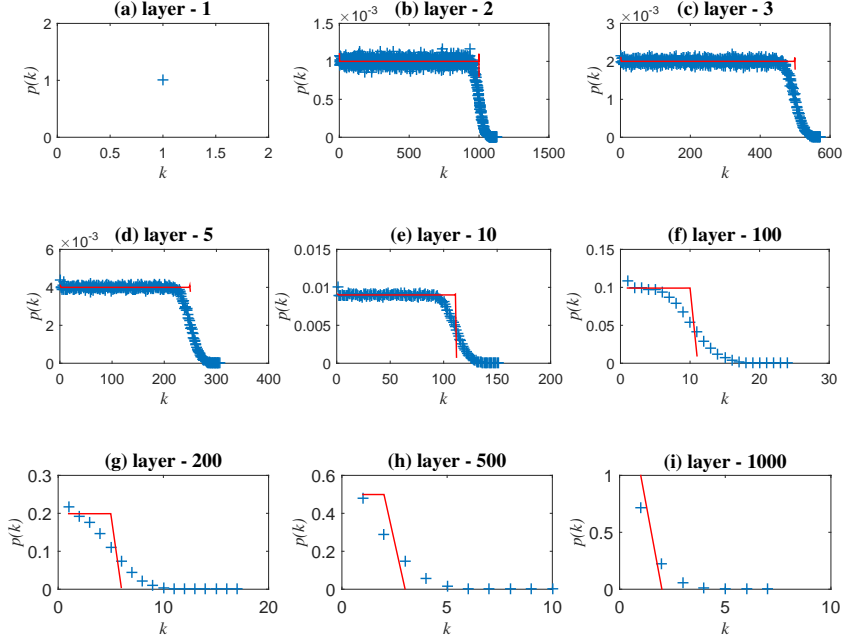 (a) layer - 1
p(k)
2
1
0
0 0.5 1 1.5 2
k
(b) layer - 2
×10⁻³
p(k)
1.5
1
0.5
0
0 500 1000 1500
k
(c) layer - 3
×10⁻³
p(k)
3
2
1
0
0 200 400 600
k
(d) layer - 5
×10⁻³
p(k)
6
4
2
0
0 100 200 300 400
k
(e) layer - 10
p(k)
0.015
0.01
0.005
0
0 50 100 150 200
k
(f) layer - 100
p(k)
0.15
0.1
0.05
0
0 10 20 30
k
(g) layer - 200
p(k)
0.3
0.2
0.1
0
0 10 20
k
(h) layer - 500
p(k)
0.6
0.4
0.2
0
0 5 10
k
(i) layer - 1000
p(k)
1
0.5
0
0 5 10
k